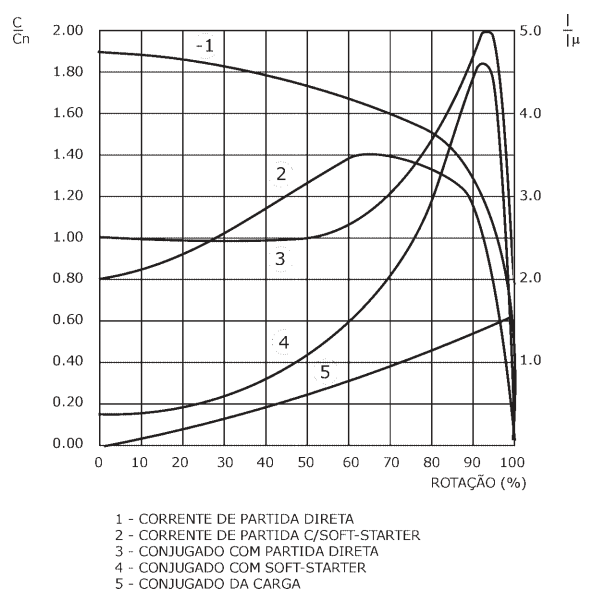 C
Cn
I
Iµ
2.00
1.80
1.60
1.40
1.20
1.00
0.80
0.60
0.40
0.20
0.00
5.0
4.0
3.0
2.0
1.0
-1
2
3
4
5
0 10 20 30 40 50 60 70 80 90 100
ROTAÇÃO (%)
1 - CORRENTE DE PARTIDA DIRETA
2 - CORRENTE DE PARTIDA C/SOFT-STARTER
3 - CONJUGADO COM PARTIDA DIRETA
4 - CONJUGADO COM SOFT-STARTER
5 - CONJUGADO DA CARGA